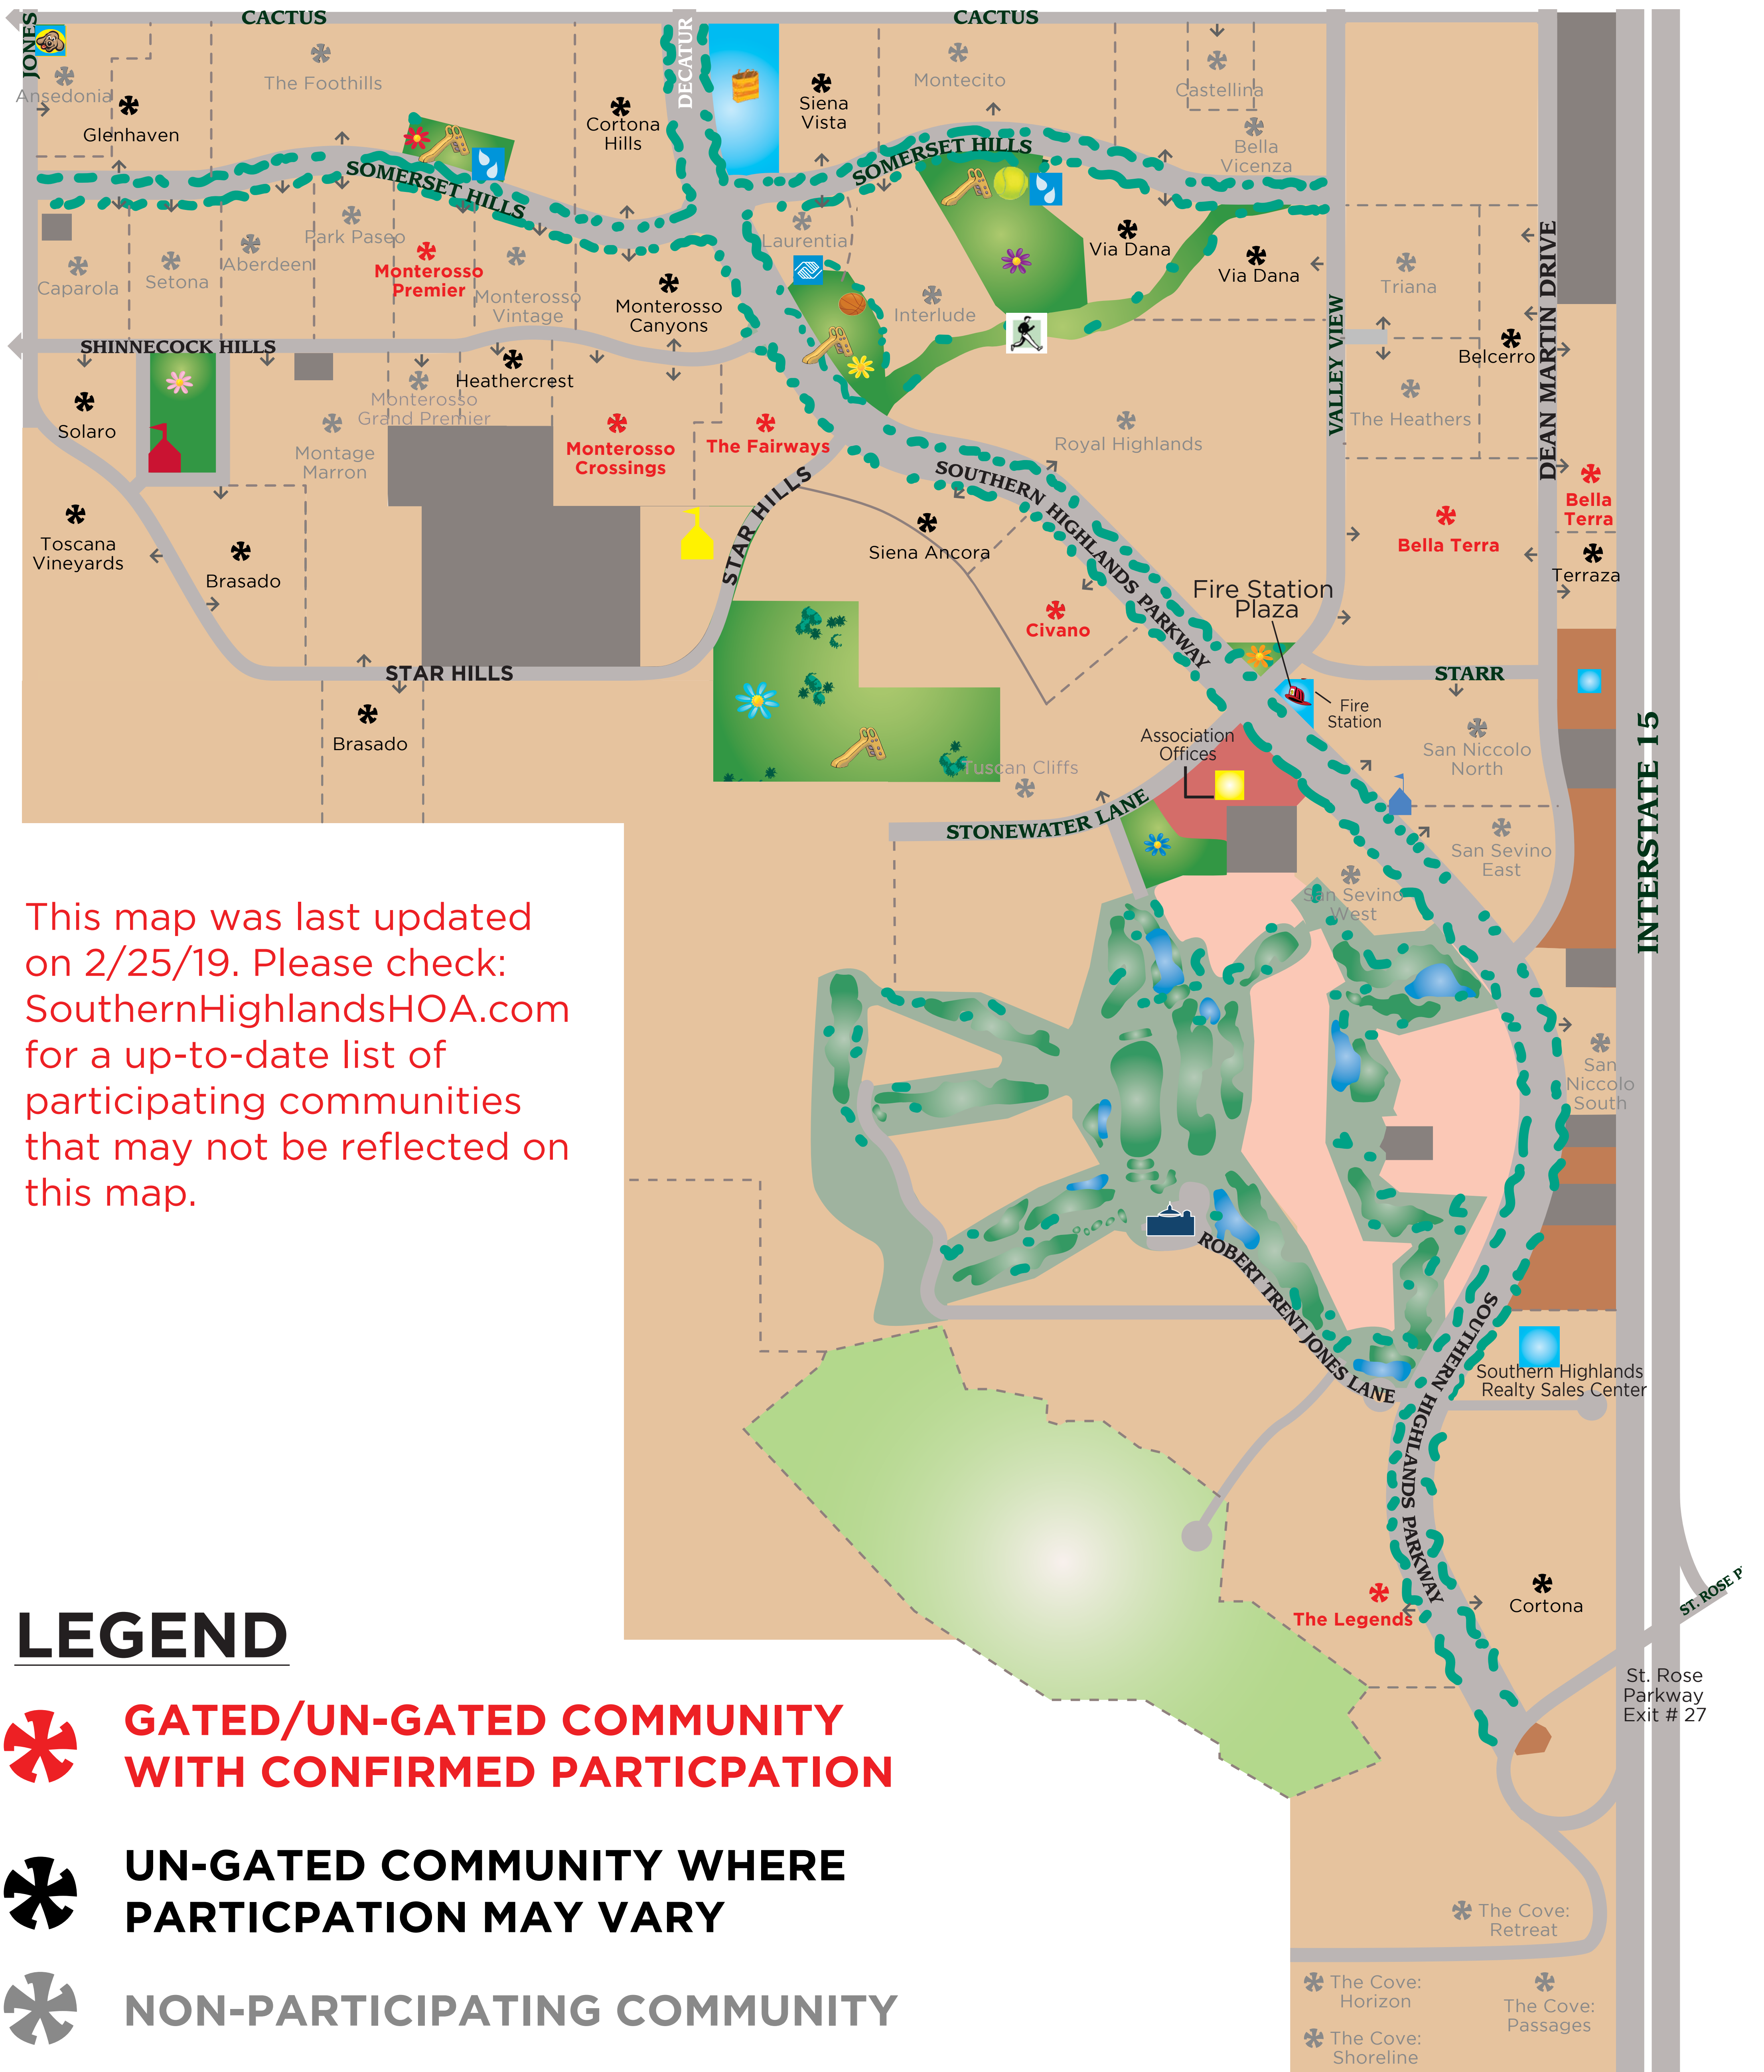 CACTUS
CACTUS
JONES
DECATUR
Ansedonia
Glenhaven
The Foothills
Cortona
Hills
Siena
Vista
Montecito
Castellina
Bella
Vicenza
SOMERSET HILLS
SOMERSET HILLS
Caparola
Setona
Aberdeen
Park Paseo
Monterosso
Premier
Monterosso
Vintage
Monterosso
Canyons
Laurentia
Interlude
Via Dana
Via Dana
Triana
Belcerro
The Heathers
VALLEY VIEW
DEAN MARTIN DRIVE
SHINNECOCK HILLS
Solaro
Heathercrest
Monterosso
Grand Premier
Montage
Marron
Monterosso
Crossings
The Fairways
Royal Highlands
SOUTHERN HIGHLANDS PARKWAY
STAR HILLS
Toscana
Vineyards
Brasado
Siena Ancora
Civano
Bella Terra
Bella
Terra
Terraza
Fire Station
Plaza
STAR HILLS
STARR
Brasado
Fire
Station
Association
Offices
San Niccolo
North
Tuscan Cliffs
STONEWATER LANE
San Sevino
East
San Sevino
West
INTERSTATE 15
This map was last updated
on 2/25/19. Please check:
SouthernHighlandsHOA.com
for a up-to-date list of
participating communities
that may not be reflected on
this map.
San
Niccolo
South
ROBERT TRENT JONES LANE
SOUTHERN HIGHLANDS PARKWAY
Southern Highlands
Realty Sales Center
The Legends
Cortona
St. Rose
Parkway
Exit # 27
LEGEND
GATED/UN-GATED COMMUNITY
WITH CONFIRMED PARTICPATION
UN-GATED COMMUNITY WHERE
PARTICPATION MAY VARY
NON-PARTICIPATING COMMUNITY
The Cove:
Retreat
The Cove:
Horizon
The Cove:
Passages
The Cove:
Shoreline
ST. ROSE